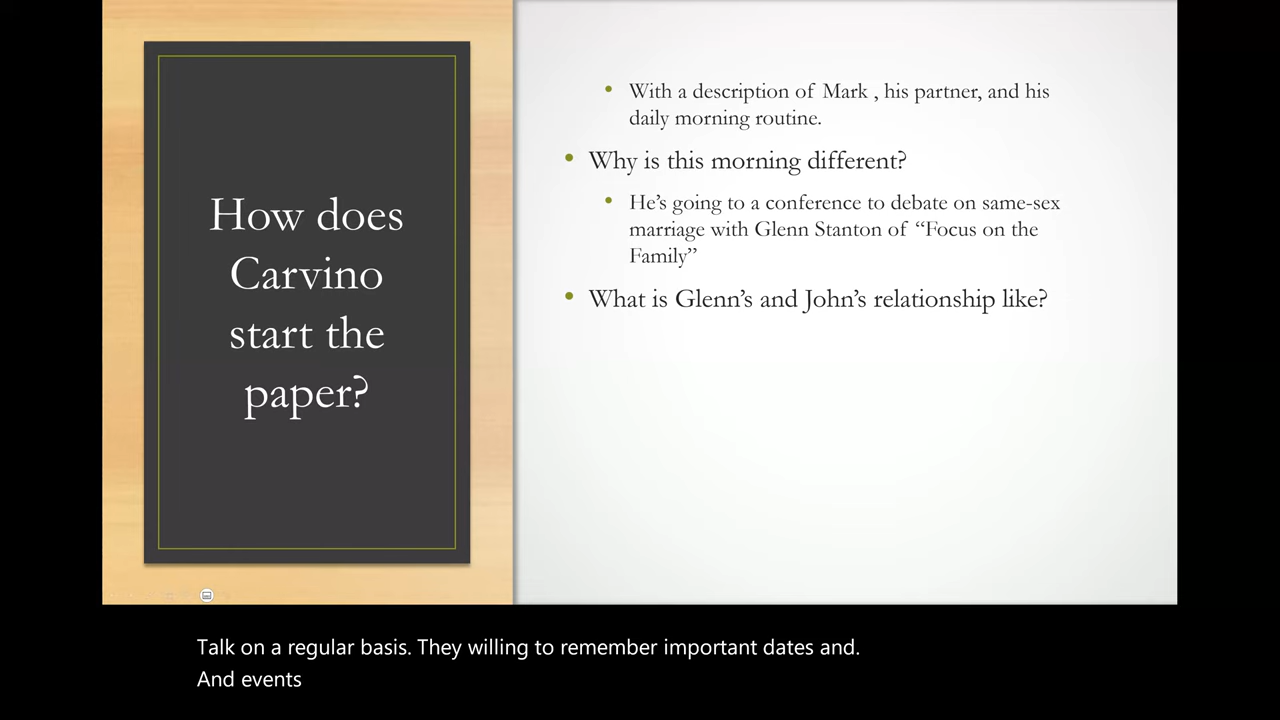 How does
Carvino
start the
paper?
With a description of Mark , his partner, and his
daily morning routine.
Why is this morning different?
He’s going to a conference to debate on same-sex
marriage with Glenn Stanton of “Focus on the
Family”
What is Glenn’s and John’s relationship like?
Talk on a regular basis. They willing to remember important dates and.
And events